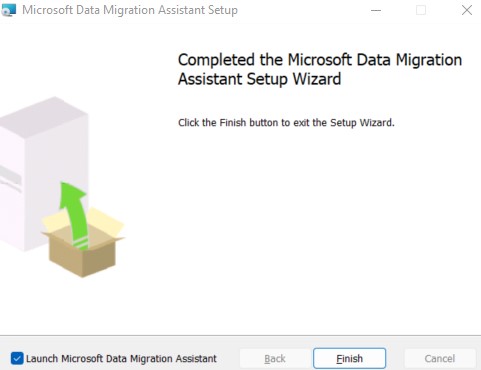 Microsoft Data Migration Assistant Setup
Completed the Microsoft Data Migration
Assistant Setup Wizard
Click the Finish button to exit the Setup Wizard.
Launch Microsoft Data Migration Assistant
Back
Finish
Cancel